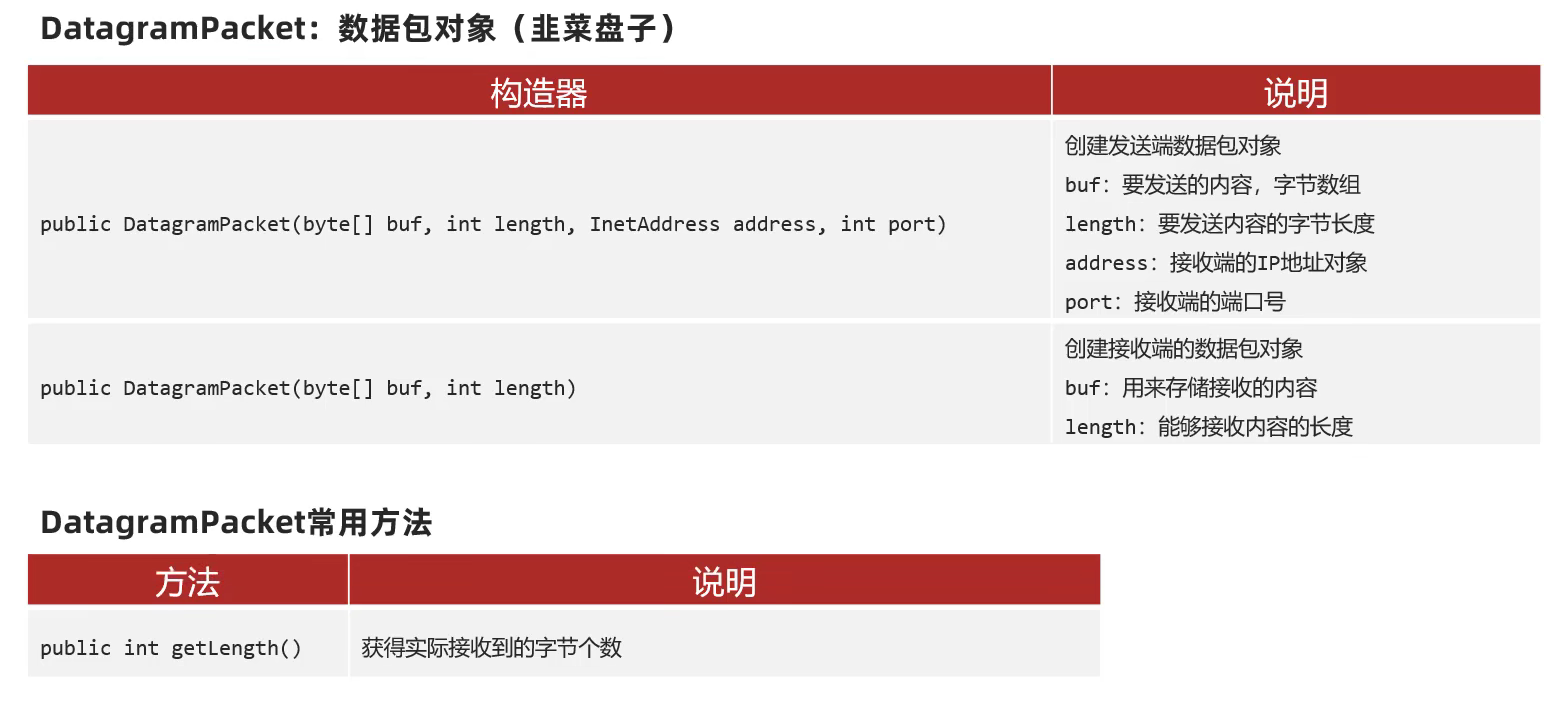 DatagramPacket：数据包对象（韭菜盘子）
构造器
说明
public DatagramPacket(byte[] buf, int length, InetAddress address, int port)
创建发送端数据包对象
buf：要发送的内容，字节数组
length：要发送内容的字节长度
address：接收端的IP地址对象
port：接收端的端口号
public DatagramPacket(byte[] buf, int length)
创建接收端的数据包对象
buf：用来存储接收的内容
length：能够接收内容的长度
DatagramPacket常用方法
方法
说明
public int getLength()
获得实际接收到的字节个数